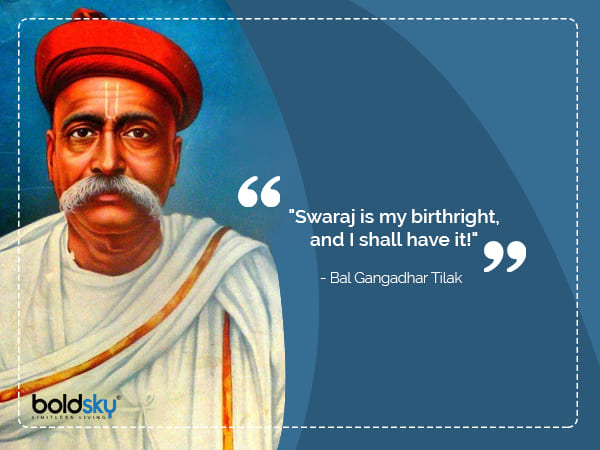 "Swaraj is my birthright,
and I shall have it!"
- Bal Gangadhar Tilak
boldsky
LIMITLESS LIVING